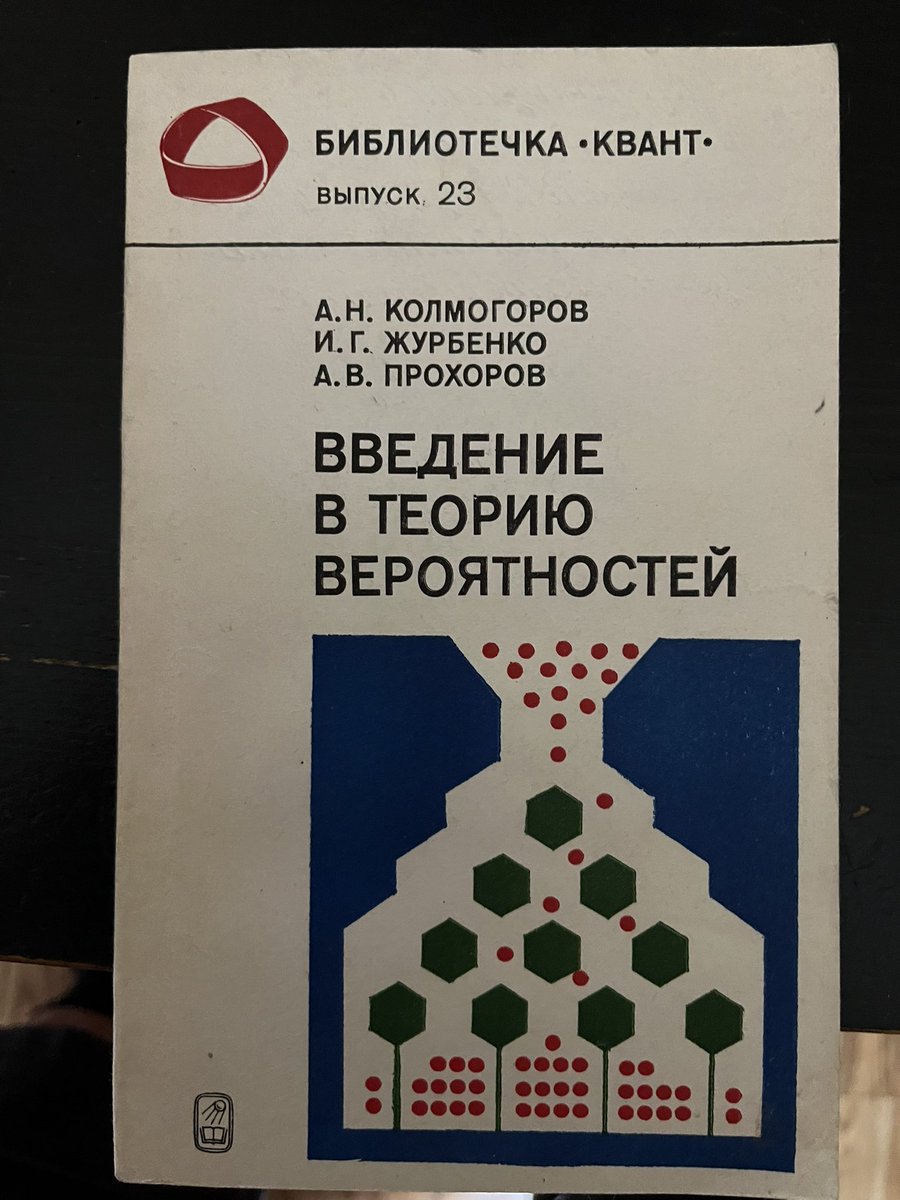 БИБЛИОТЕЧКА •КВАНТ•
ВЫПУСК 23
А.Н. КОЛМОГОРОВ
И.Г. ЖУРБЕНКО
А.В. ПРОХОРОВ
ВВЕДЕНИЕ
В ТЕОРИЮ
ВЕРОЯТНОСТЕЙ